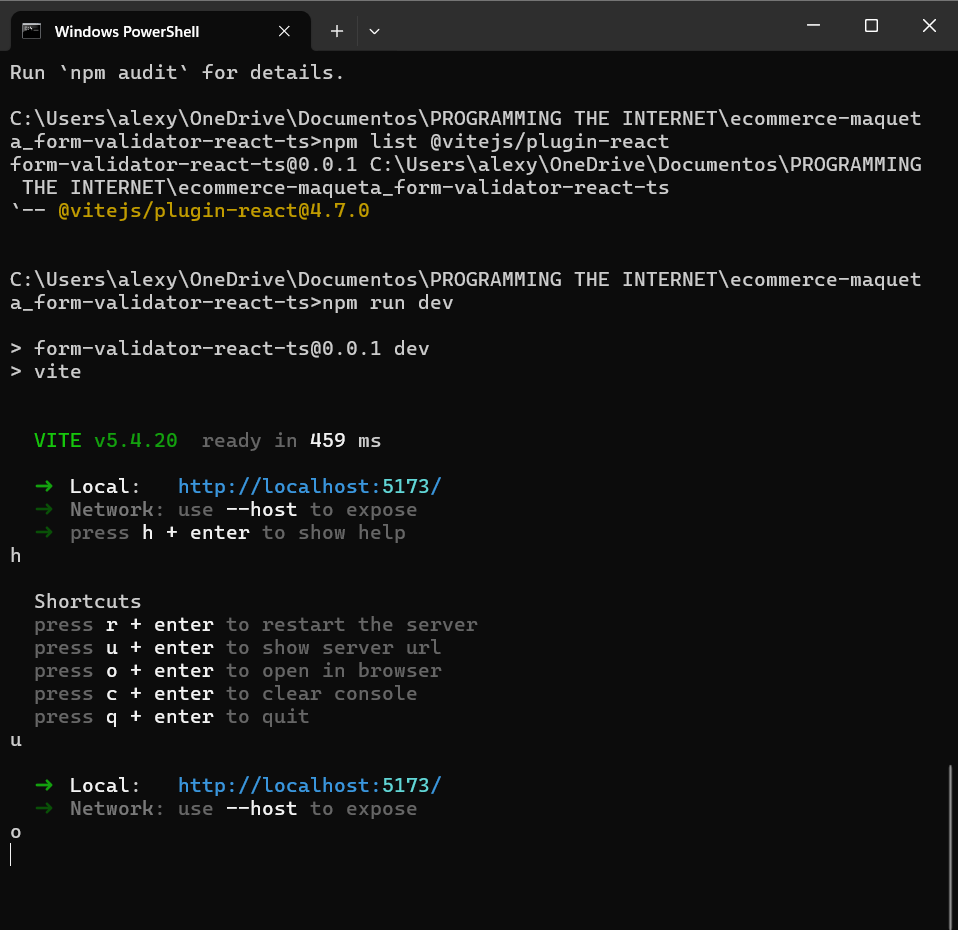 Windows PowerShell
Run `npm audit` for details.
C:\Users\alexy\OneDrive\Documentos\PROGRAMMING THE INTERNET\ecommerce-maquet
a_form-validator-react-ts>npm list @vitejs/plugin-react
form-validator-react-ts@0.0.1 C:\Users\alexy\OneDrive\Documentos\PROGRAMMING
 THE INTERNET\ecommerce-maqueta_form-validator-react-ts
`-- @vitejs/plugin-react@4.7.0
C:\Users\alexy\OneDrive\Documentos\PROGRAMMING THE INTERNET\ecommerce-maquet
a_form-validator-react-ts>npm run dev
> form-validator-react-ts@0.0.1 dev
> vite
VITE v5.4.20  ready in 459 ms
➜  Local:   http://localhost:5173/
➜  Network: use --host to expose
➜  press h + enter to show help
h
Shortcuts
press r + enter to restart the server
press u + enter to show server url
press o + enter to open in browser
press c + enter to clear console
press q + enter to quit
u
➜  Local:   http://localhost:5173/
➜  Network: use --host to expose
o